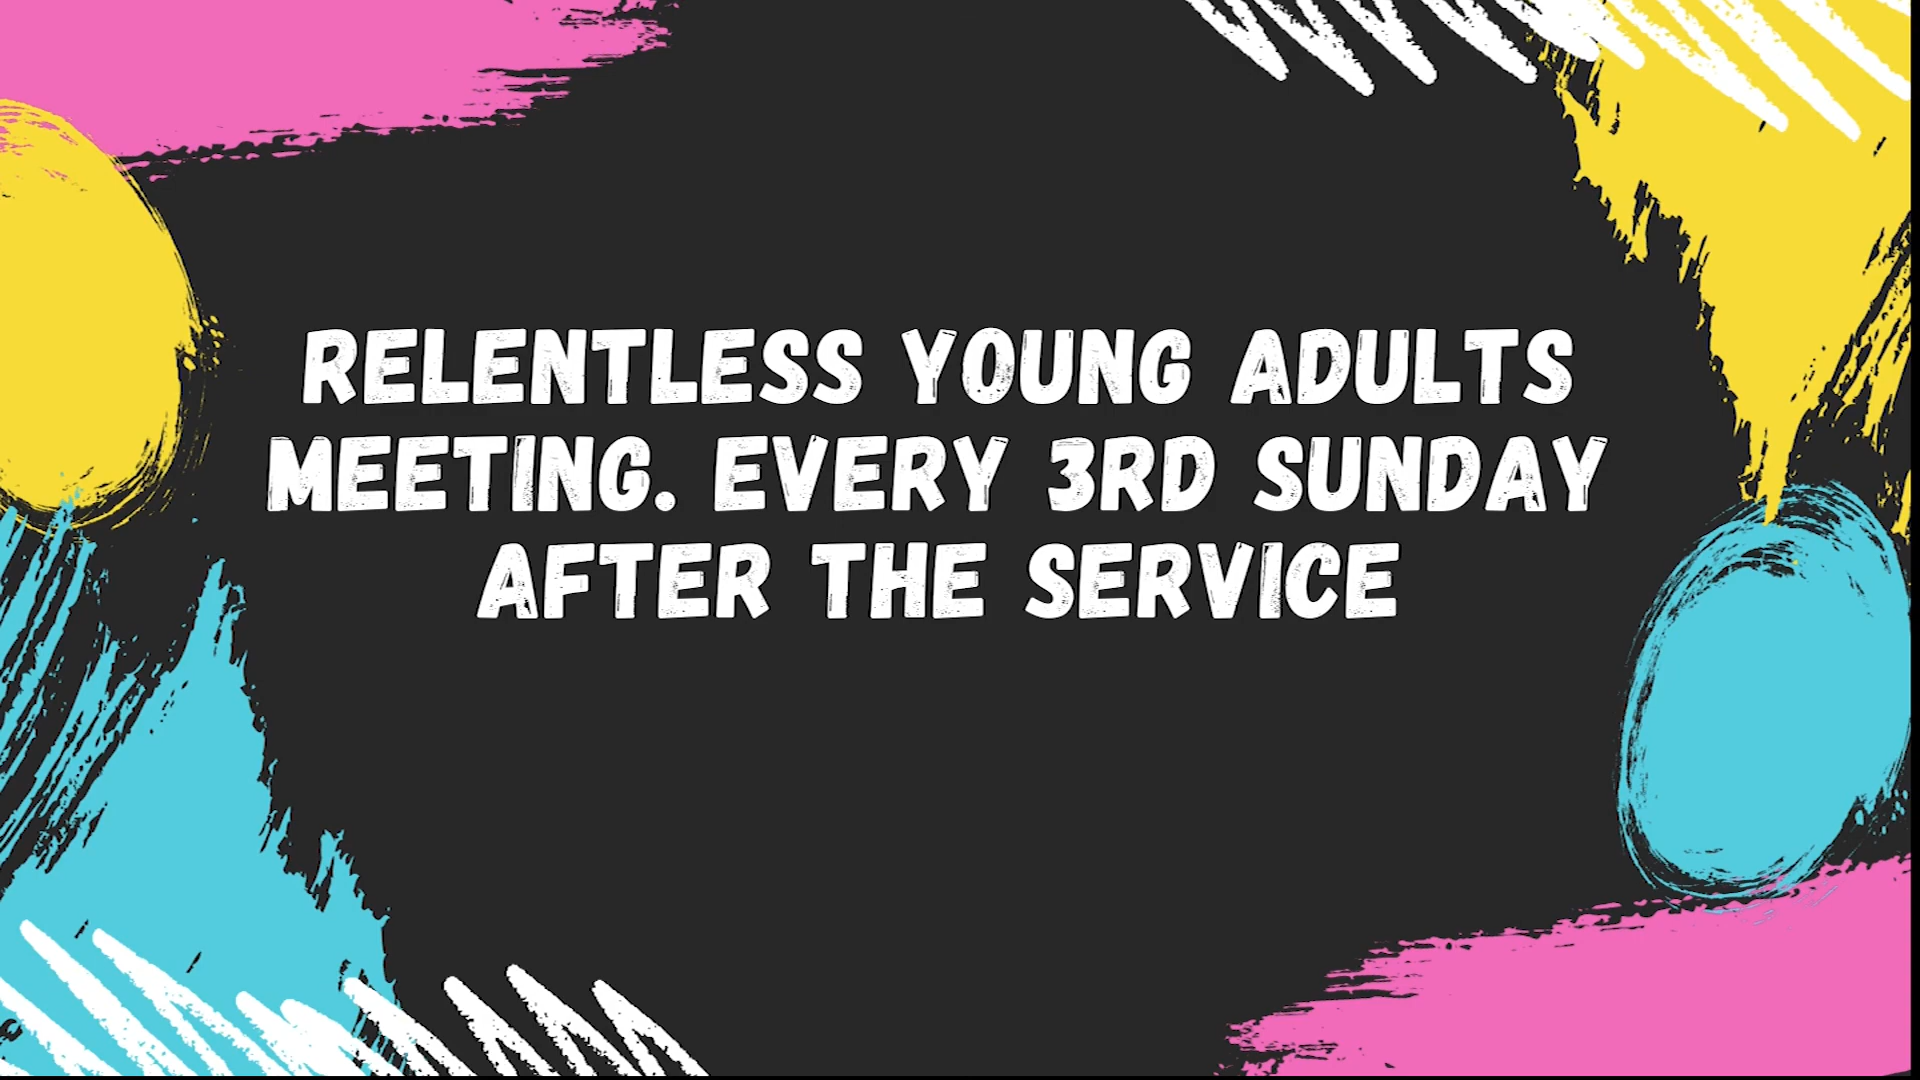 RELENTLESS YOUNG ADULTS
MEETING. EVERY 3RD SUNDAY
AFTER THE SERVICE